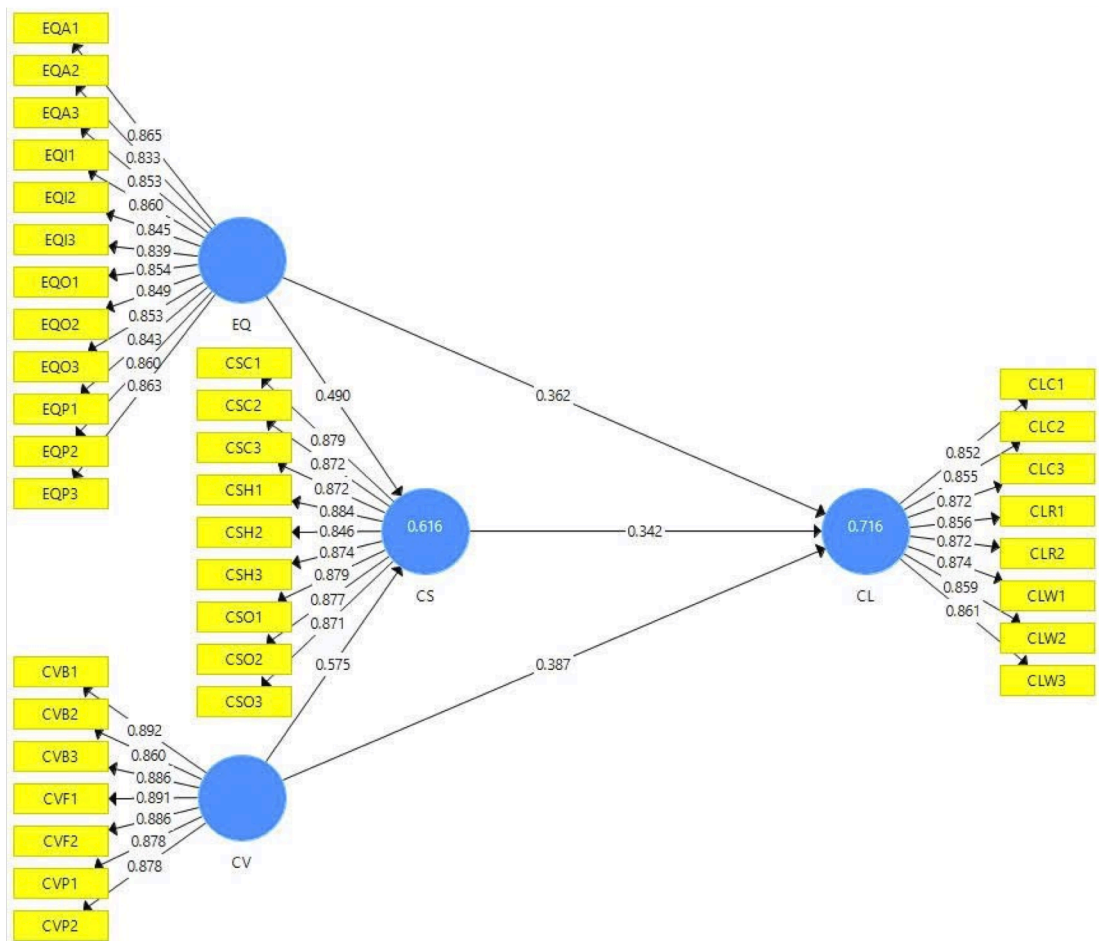 EQA1
EQA2
EQA3
EQI1
EQI2
EQI3
EQO1
EQO2
EQO3
EQP1
EQP2
EQP3
0.865
0.833
0.853
0.860
0.845
0.839
0.854
0.849
0.853
0.843
0.860
0.863
EQ
CSC1
CSC2
CSC3
CSH1
CSH2
CSH3
CSO1
CSO2
CSO3
0.490
0.879
0.872
0.872
0.884
0.846
0.874
0.879
0.877
0.871
0.575
0.616
CS
0.362
0.342
0.387
CVB1
CVB2
CVB3
CVF1
CVF2
CVP1
CVP2
0.892
0.860
0.886
0.891
0.886
0.878
0.878
CV
0.716
CL
0.852
0.855
0.872
0.856
0.872
0.874
0.859
0.861
CLC1
CLC2
CLC3
CLR1
CLR2
CLW1
CLW2
CLW3